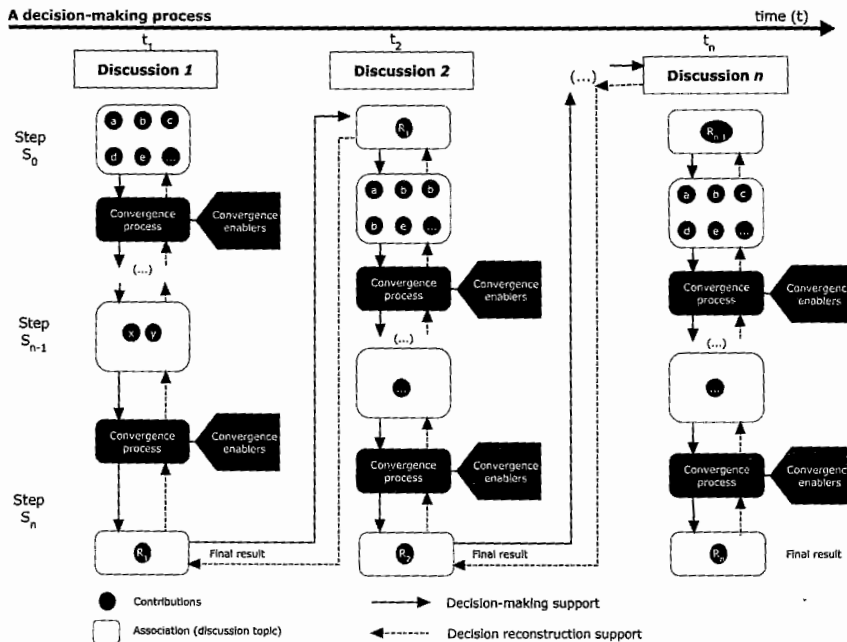 A decision-making process
time (t)
t1
t2
tn
Discussion 1
Discussion 2
(...)
Discussion n
Step
S0
a b c
d e ...
Convergence
process
Convergence
enablers
(...)
Step
Sn-1
x y
Convergence
process
Convergence
enablers
Step
Sn
R1
Final result
R1
a b b
b e ...
Convergence
process
Convergence
enablers
(...)
...
Convergence
process
Convergence
enablers
R2
Final result
Rn-1
a b c
d e ...
Convergence
process
Convergence
enablers
(...)
...
Convergence
process
Convergence
enablers
Rn
Final result
Contributions
Decision-making support
Association (discussion topic)
Decision reconstruction support